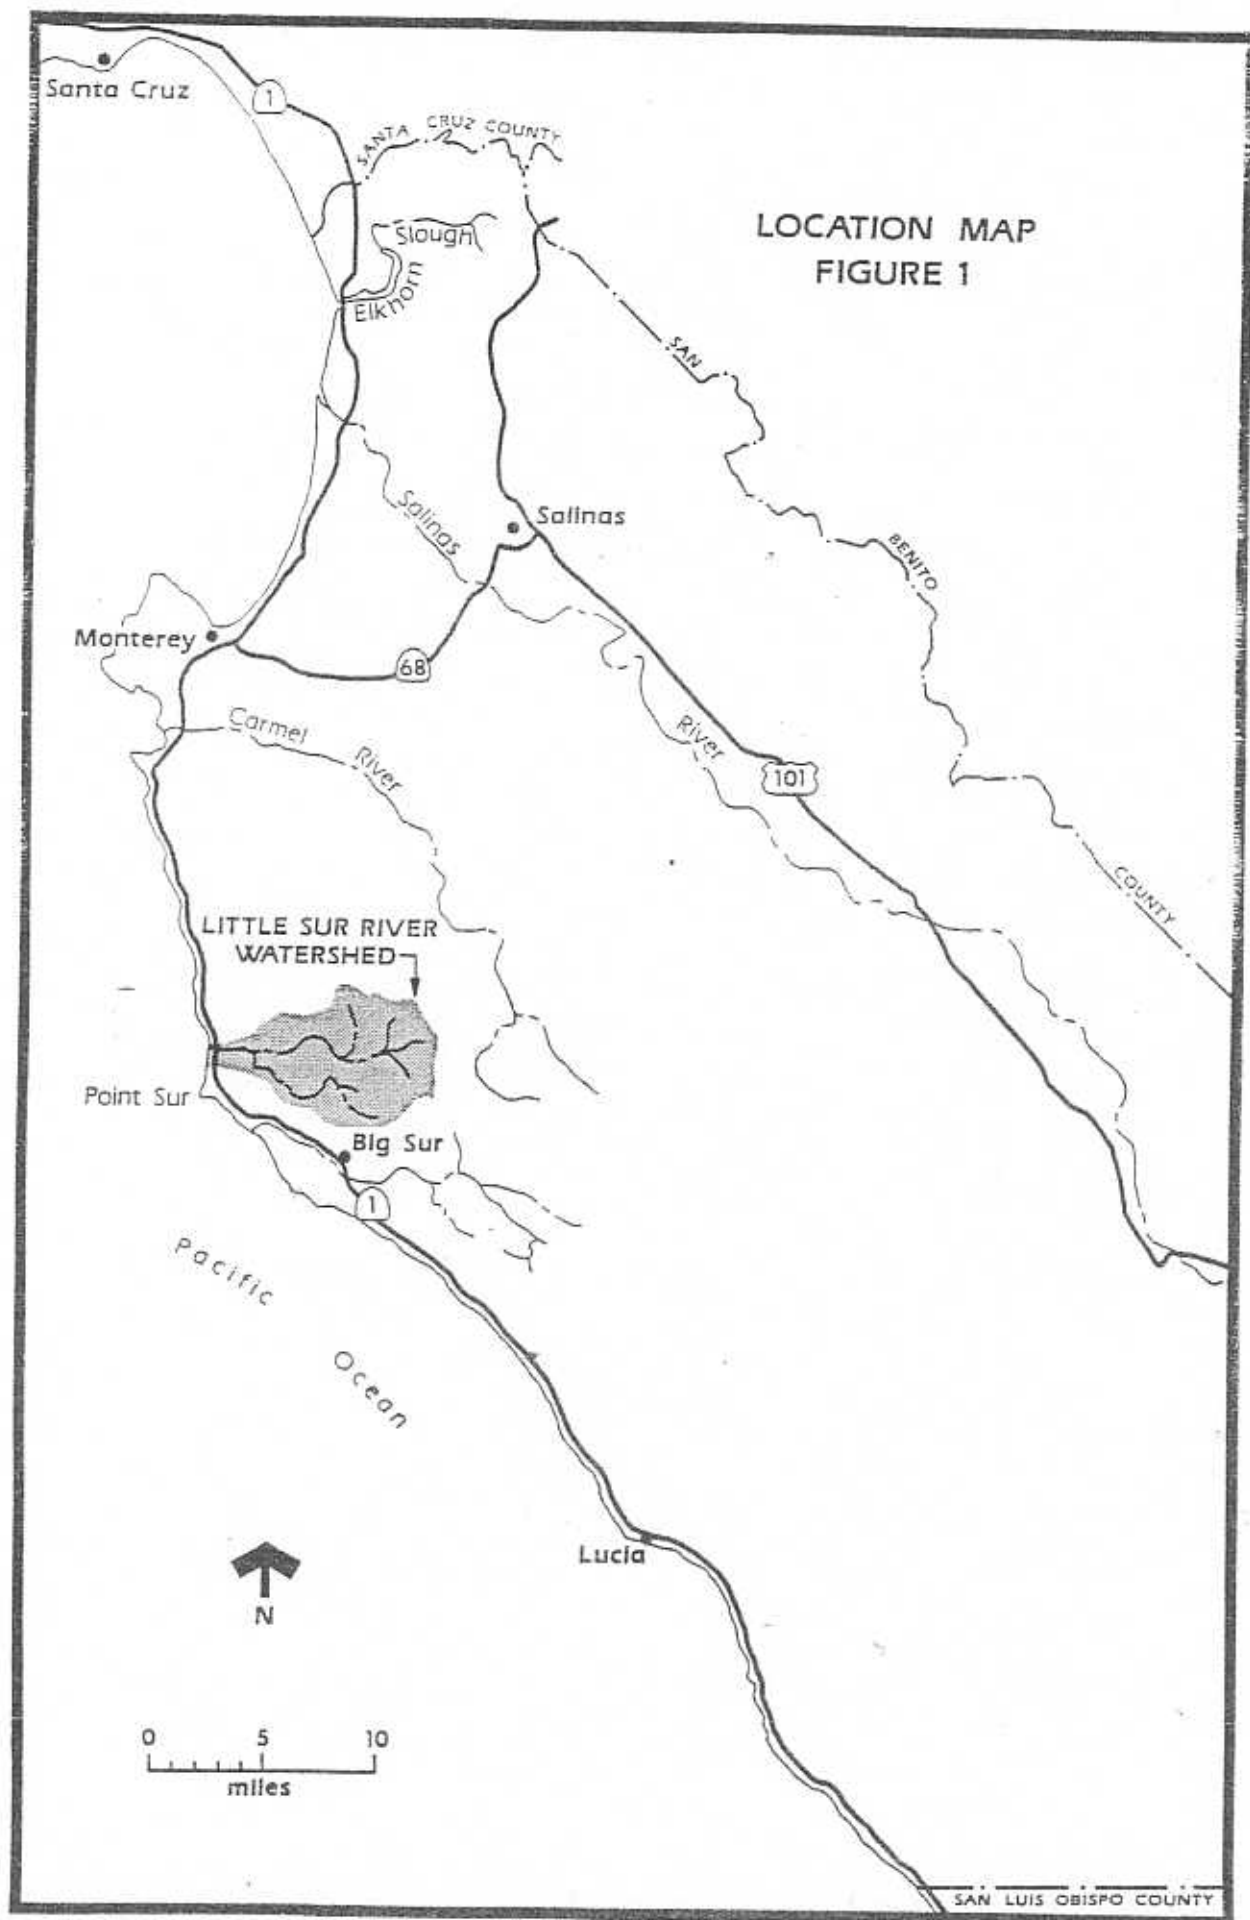 Santa Cruz
1
SANTA CRUZ COUNTY
Slough
Elkhorn
LOCATION MAP
FIGURE 1
SAN
BENITO
COUNTY
Salinas
River
Salinas
Monterey
68
Carmel
River
101
LITTLE SUR RIVER
WATERSHED
Point Sur
Big Sur
1
Pacific
Ocean
Lucia
N
0 5 10
miles
SAN LUIS OBISPO COUNTY